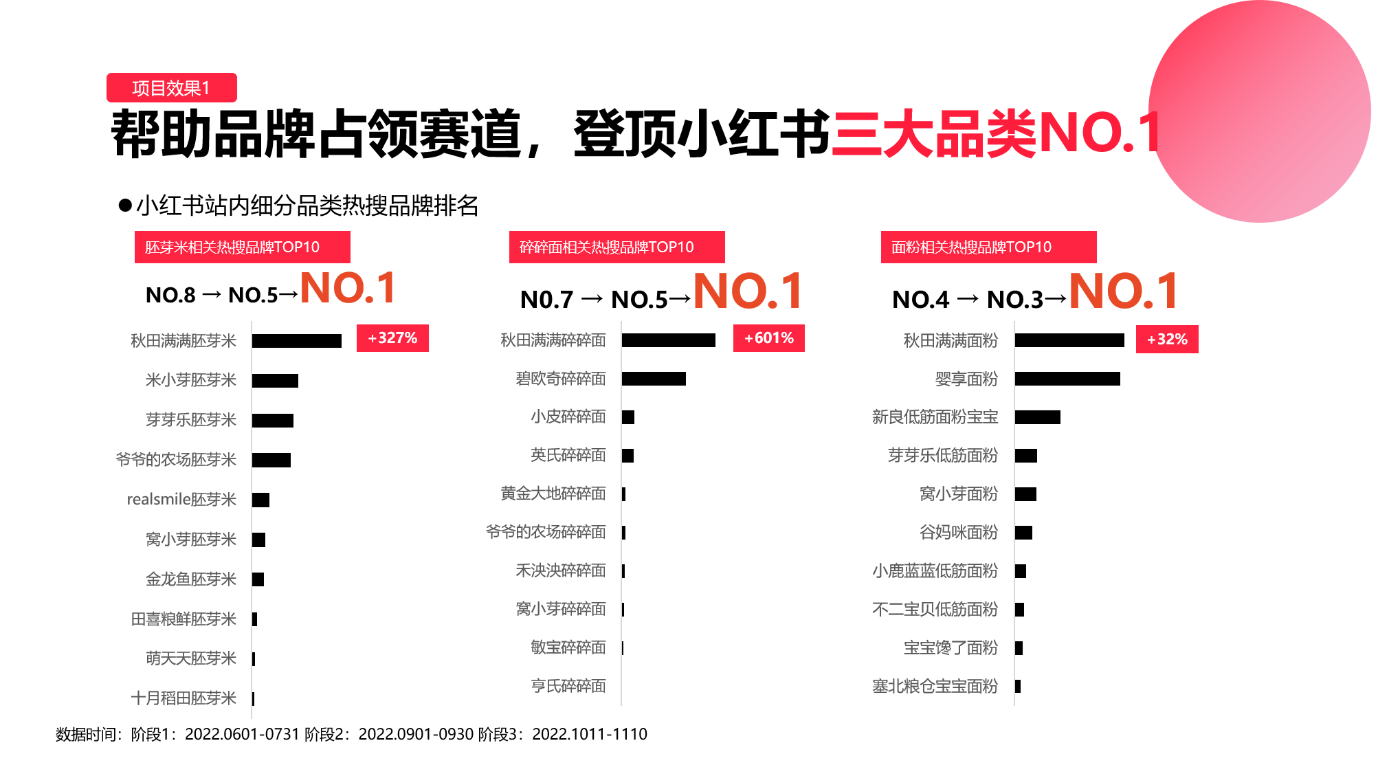 项目效果1
帮助品牌占领赛道，登顶小红书三大品类NO.1
●小红书站内细分品类热搜品牌排名
胚芽米相关热搜品牌TOP10
NO.8 → NO.5→NO.1
秋田满满胚芽米
+327%
米小芽胚芽米
芽芽乐胚芽米
爷爷的农场胚芽米
realsmile胚芽米
窝小芽胚芽米
金龙鱼胚芽米
田喜粮鲜胚芽米
萌天天胚芽米
十月稻田胚芽米
碎碎面相关热搜品牌TOP10
N0.7 → NO.5→NO.1
秋田满满碎碎面
+601%
碧欧奇碎碎面
小皮碎碎面
英氏碎碎面
黄金大地碎碎面
爷爷的农场碎碎面
禾泱泱碎碎面
窝小芽碎碎面
敏宝碎碎面
亨氏碎碎面
面粉相关热搜品牌TOP10
NO.4 → NO.3→NO.1
秋田满满面粉
+32%
婴享面粉
新良低筋面粉宝宝
芽芽乐低筋面粉
窝小芽面粉
谷妈咪面粉
小鹿蓝蓝低筋面粉
不二宝贝低筋面粉
宝宝馋了面粉
塞北粮仓宝宝面粉
数据时间：阶段1：2022.0601-0731 阶段2：2022.0901-0930 阶段3：2022.1011-1110